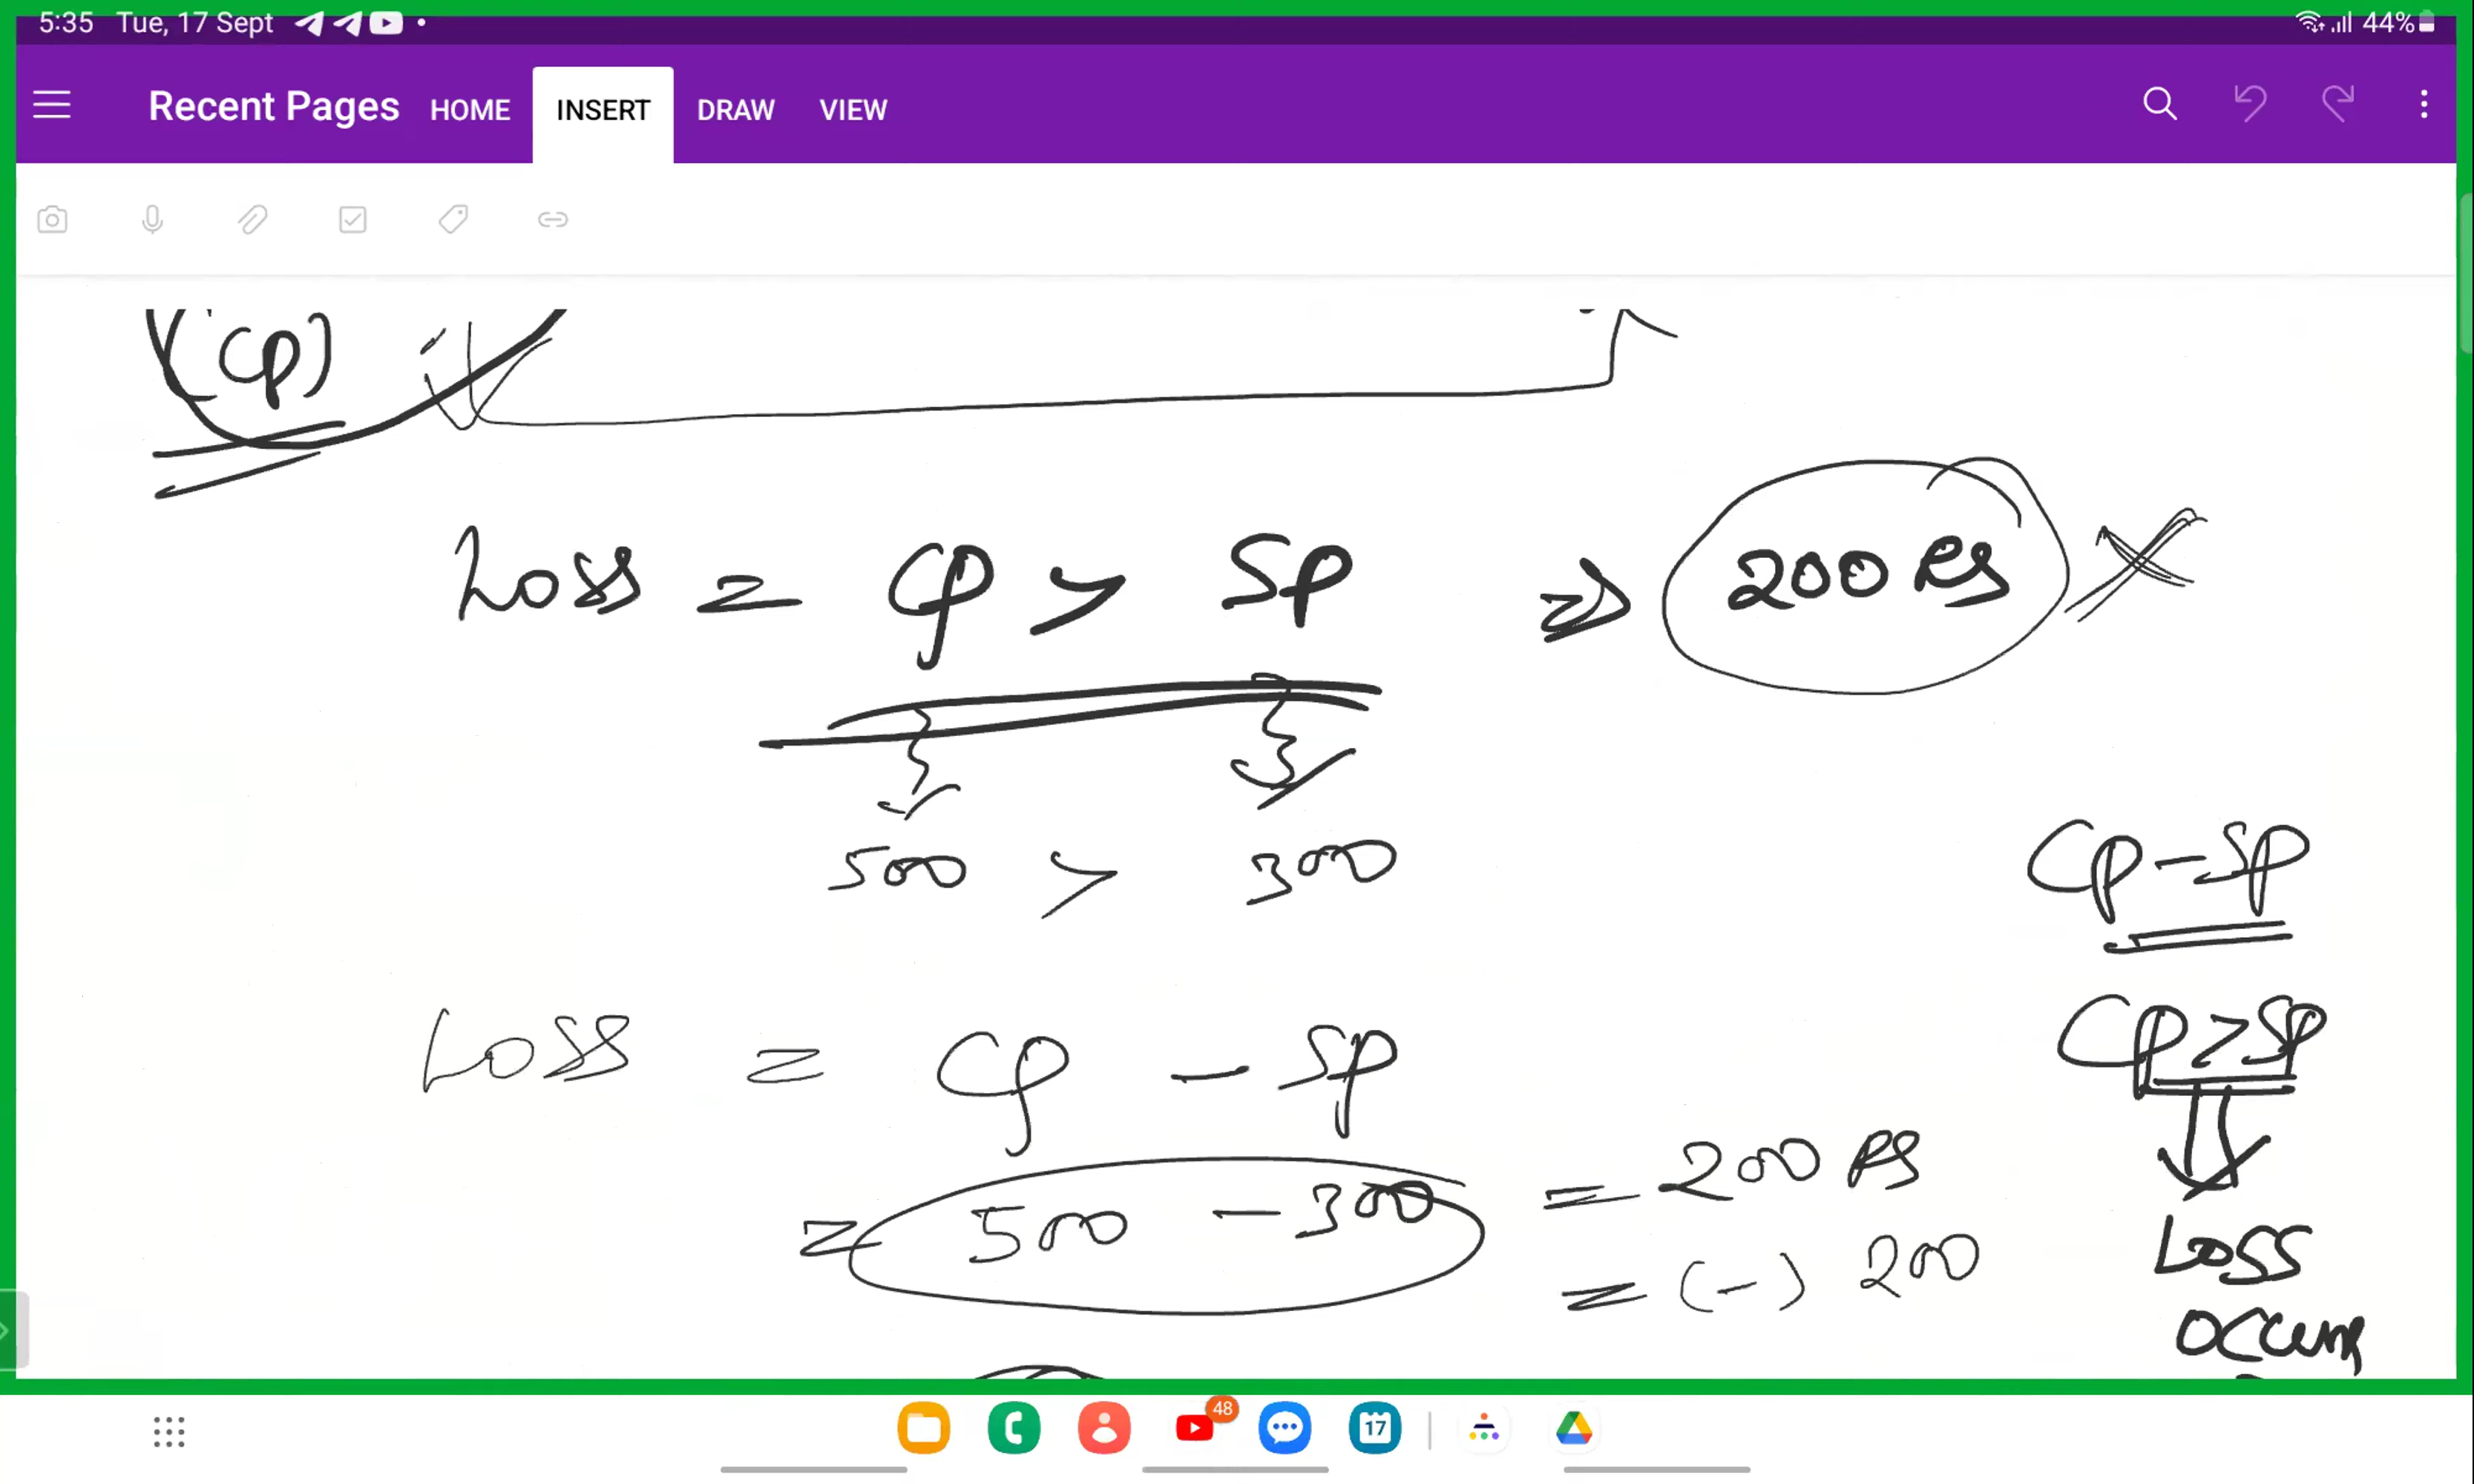 5:35 Tue, 17 Sept 44%
Recent Pages HOME INSERT DRAW VIEW
(CP)
Loss = CP > SP => 200 RS
500 > 300
CP - SP
Loss = CP - SP
CP > SP
= 500 - 300 = 200 RS
= (-) 200
Loss
occurs
48
17